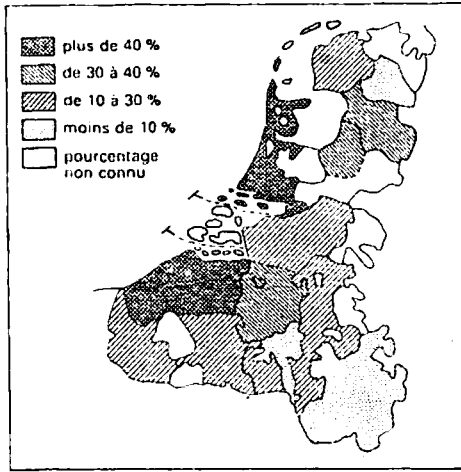 plus de 40 %
de 30 à 40%
de 10 à 30%
moins de 10 %
pourcentage
non connu